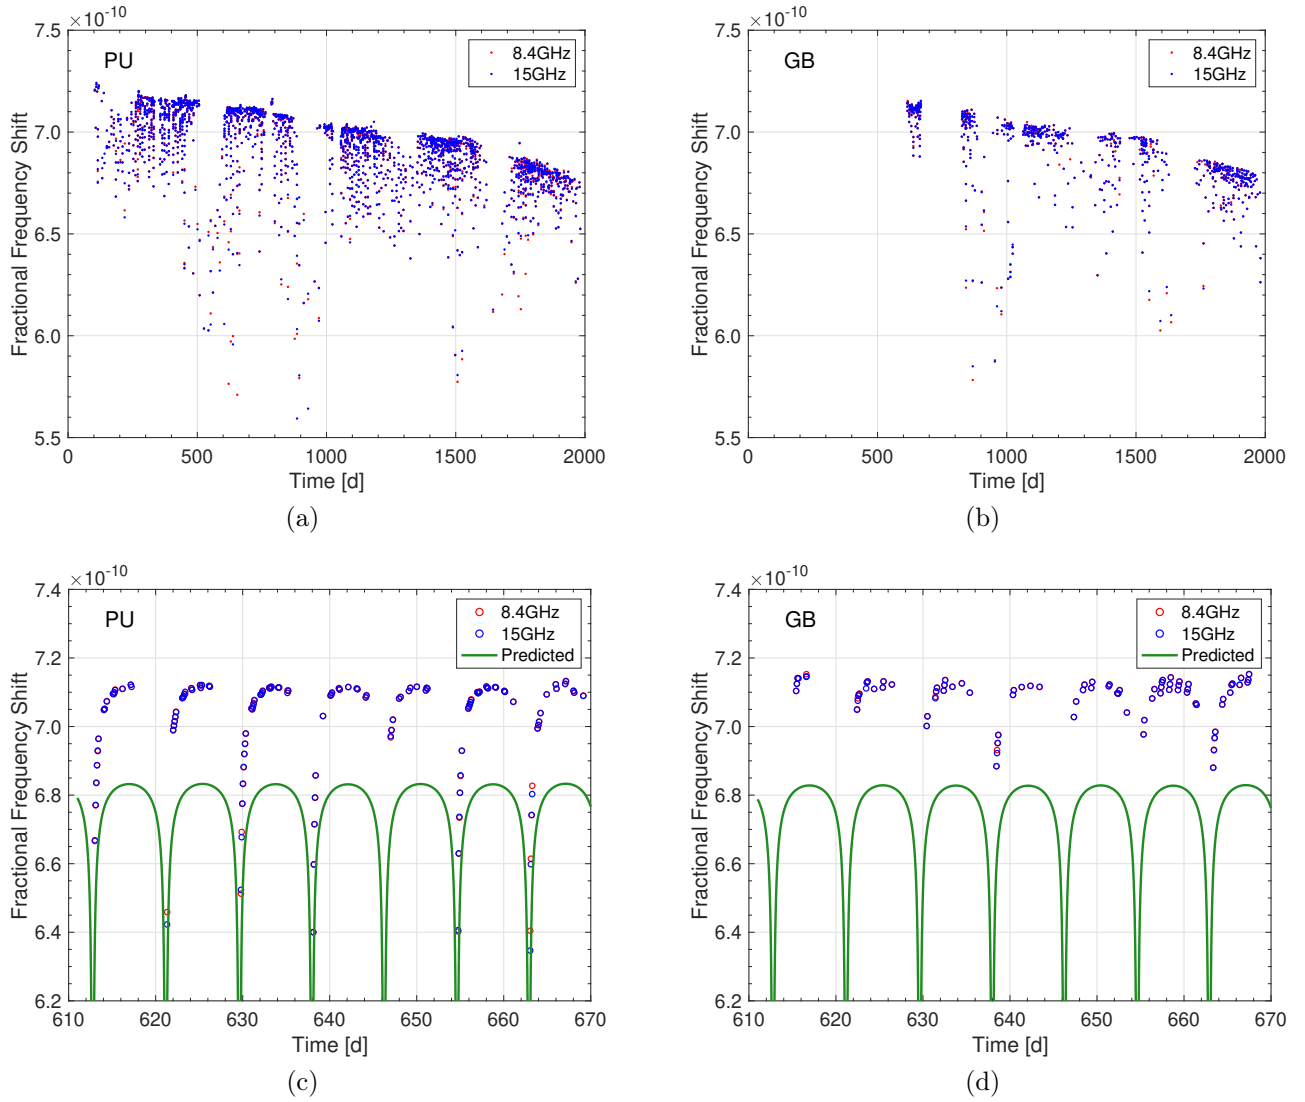 ×10⁻¹⁰
7.5
7.0
6.5
6.0
5.5
Fractional Frequency Shift
PU
8.4GHz
15GHz
0 500 1000 1500 2000
Time [d]
(a)
×10⁻¹⁰
7.5
7.0
6.5
6.0
5.5
Fractional Frequency Shift
GB
8.4GHz
15GHz
0 500 1000 1500 2000
Time [d]
(b)
×10⁻¹⁰
7.4
7.2
7.0
6.8
6.6
6.4
6.2
Fractional Frequency Shift
PU
8.4GHz
15GHz
Predicted
610 620 630 640 650 660 670
Time [d]
(c)
×10⁻¹⁰
7.4
7.2
7.0
6.8
6.6
6.4
6.2
Fractional Frequency Shift
GB
8.4GHz
15GHz
Predicted
610 620 630 640 650 660 670
Time [d]
(d)